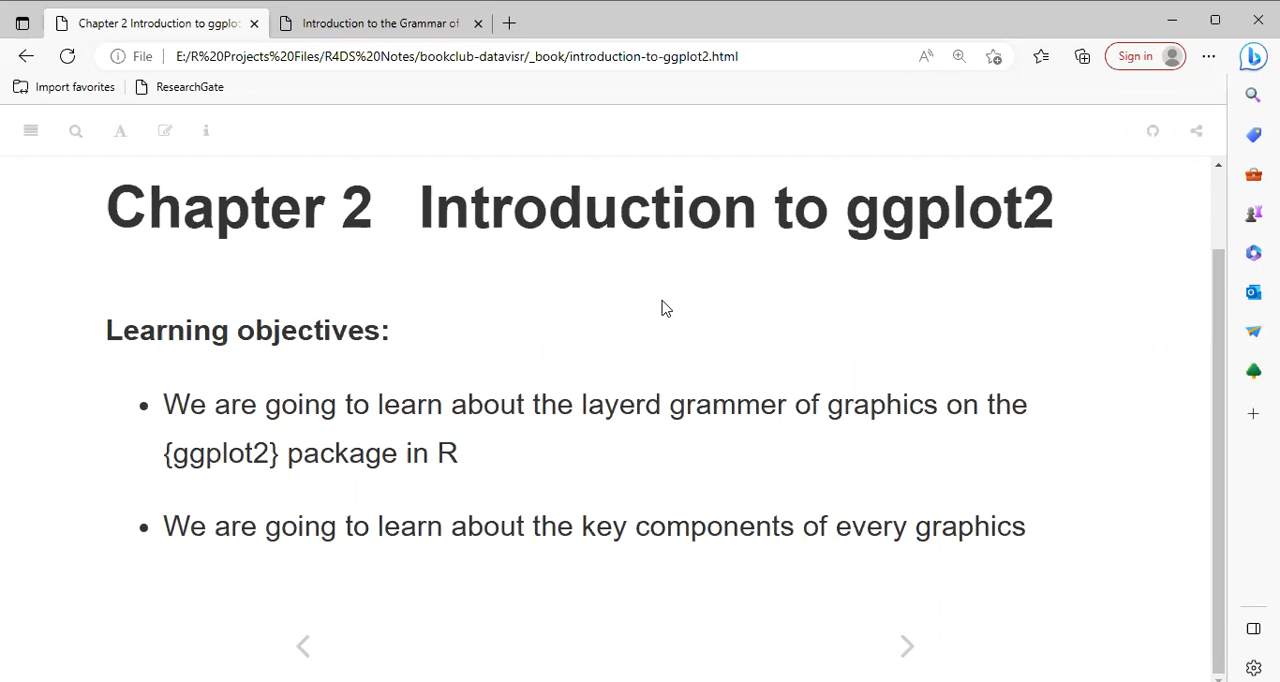 Chapter 2 Introduction to ggplo
Introduction to the Grammar of
File
E:/R%20Projects%20Files/R4DS%20Notes/bookclub-datavisr/_book/introduction-to-ggplot2.html
Sign in
Import favorites
ResearchGate
Chapter 2 Introduction to ggplot2
Learning objectives:
• We are going to learn about the layerd grammer of graphics on the
{ggplot2} package in R
• We are going to learn about the key components of every graphics